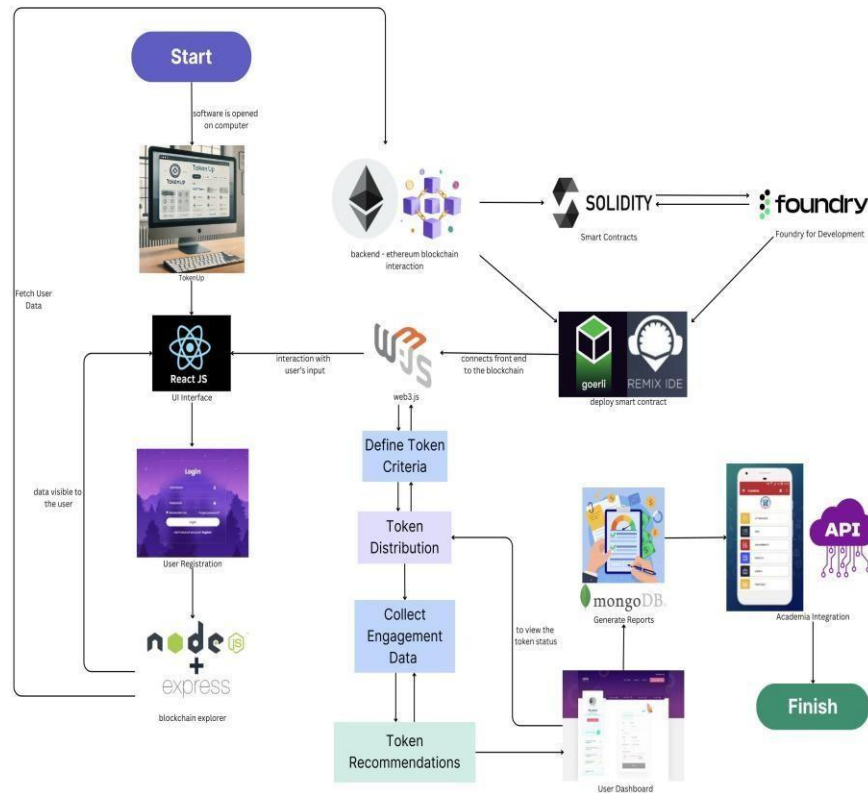 Start
software is opened
on computer
Token Up
TokenUp
Fetch User
Data
backend - ethereum blockchain
interaction
SOLIDITY
Smart Contracts
foundry
Foundry for Development
React JS
UI Interface
interaction with
user's input
web3.js
connects front end
to the blockchain
goerli
REMIX IDE
deploy smart contract
data visible to
the user
Login
User Registration
Define Token
Criteria
Token
Distribution
Collect
Engagement
Data
Token
Recommendations
to view the
token status
mongoDB.
Generate Reports
API
Academia Integration
node JS
+
express
blockchain explorer
User Dashboard
Finish